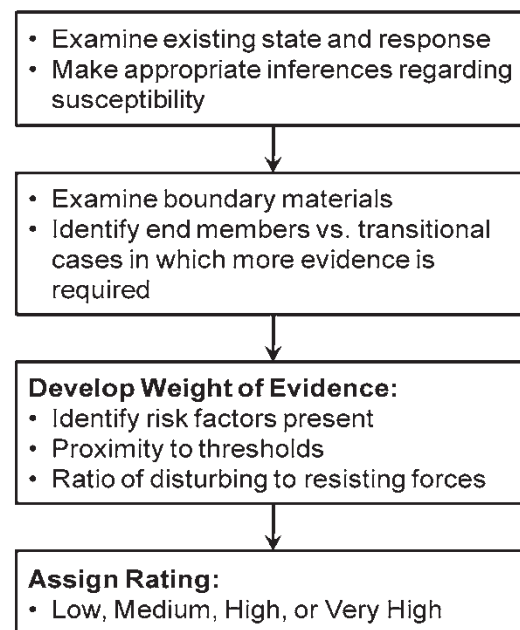 • Examine existing state and response
• Make appropriate inferences regarding
susceptibility
• Examine boundary materials
• Identify end members vs. transitional
cases in which more evidence is
required
Develop Weight of Evidence:
• Identify risk factors present
• Proximity to thresholds
• Ratio of disturbing to resisting forces
Assign Rating:
• Low, Medium, High, or Very High